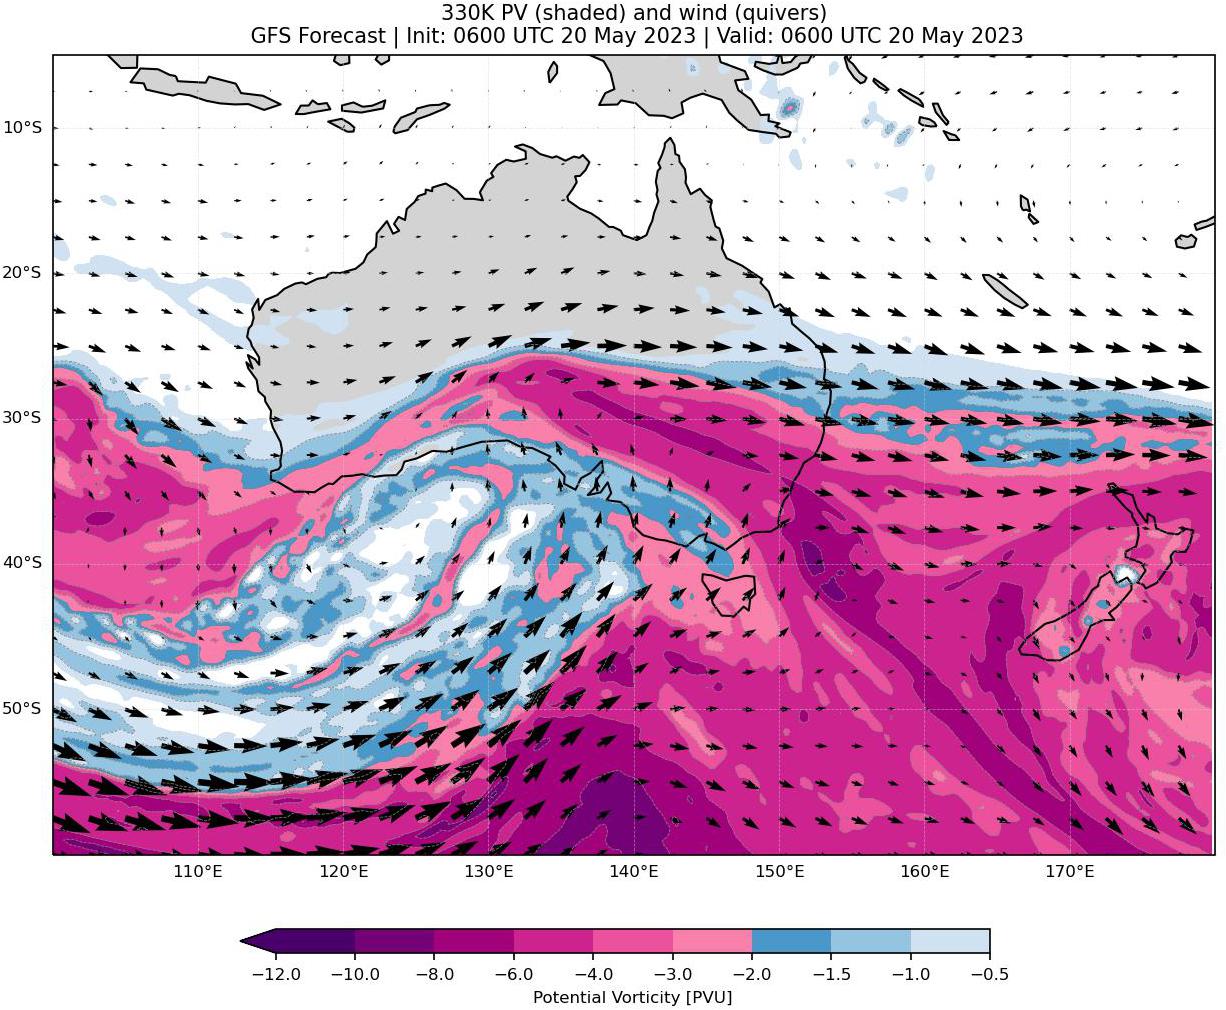 330K PV (shaded) and wind (quivers)
GFS Forecast | Init: 0600 UTC 20 May 2023 | Valid: 0600 UTC 20 May 2023
10°S
20°S
30°S
40°S
50°S
110°E 120°E 130°E 140°E 150°E 160°E 170°E
−12.0 −10.0 −8.0 −6.0 −4.0 −3.0 −2.0 −1.5 −1.0 −0.5
Potential Vorticity [PVU]